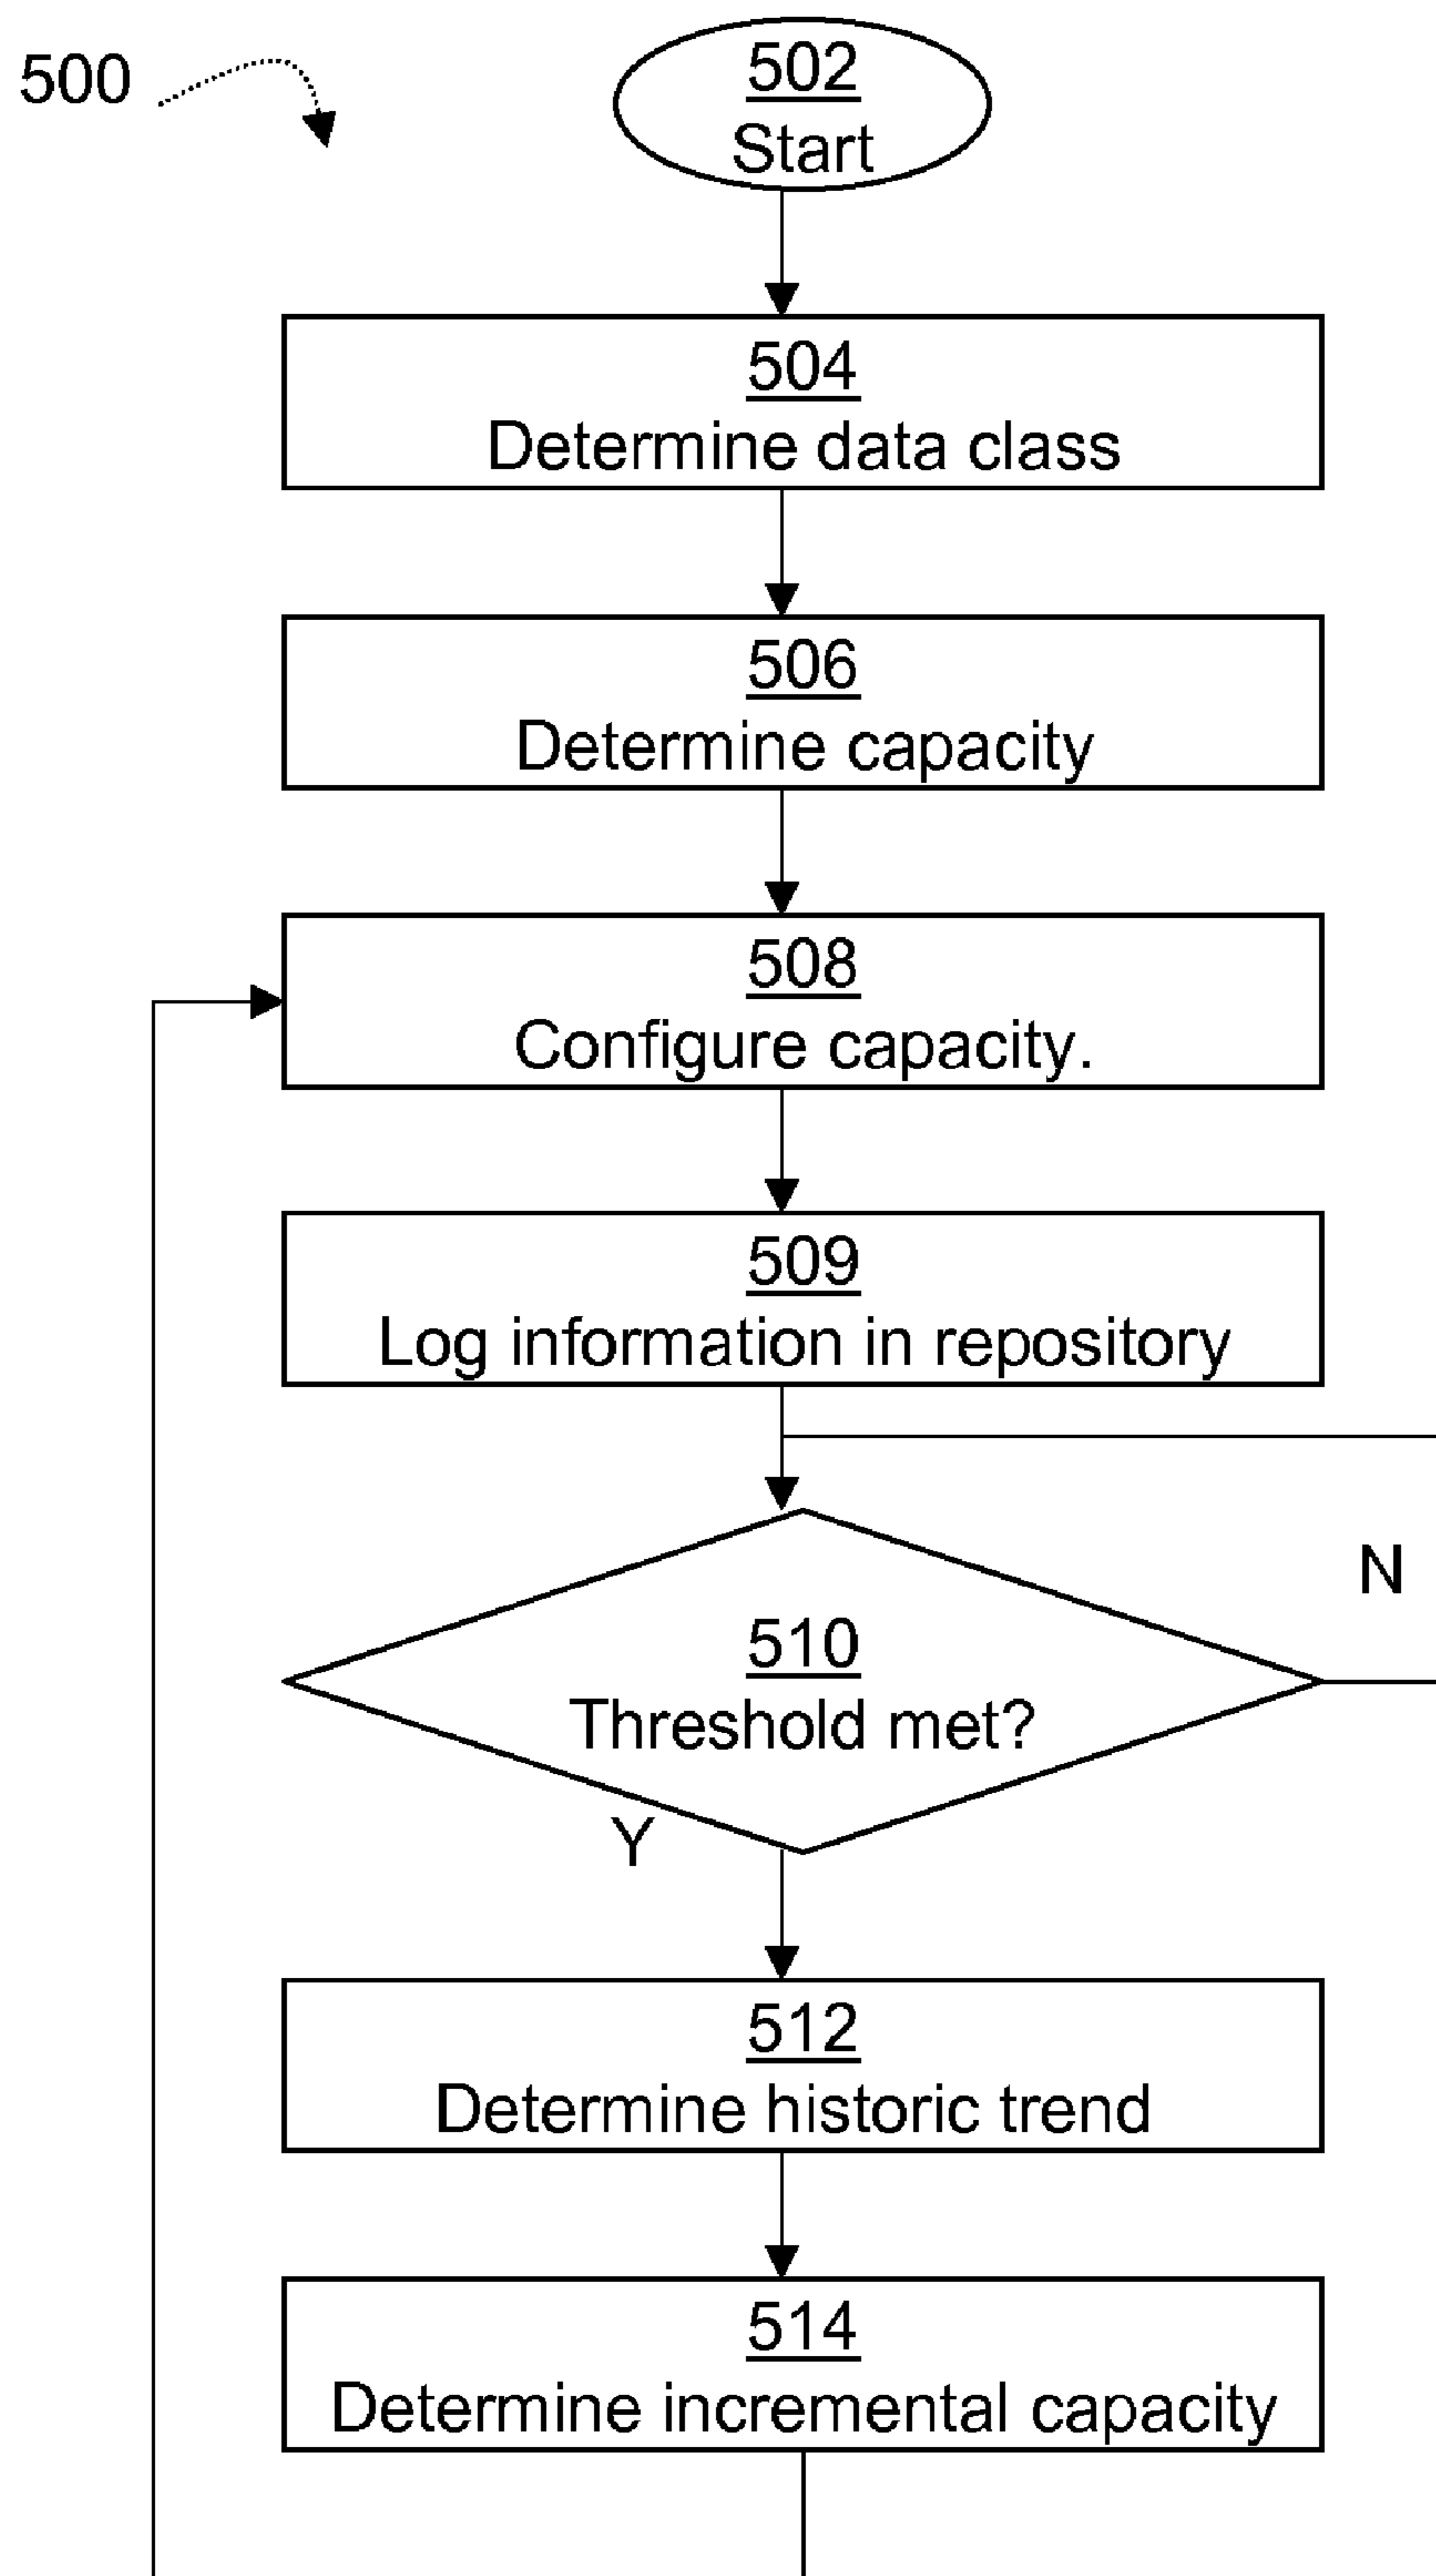 500
502
Start
504
Determine data class
506
Determine capacity
508
Configure capacity.
509
Log information in repository
N
510
Threshold met?
Y
512
Determine historic trend
514
Determine incremental capacity